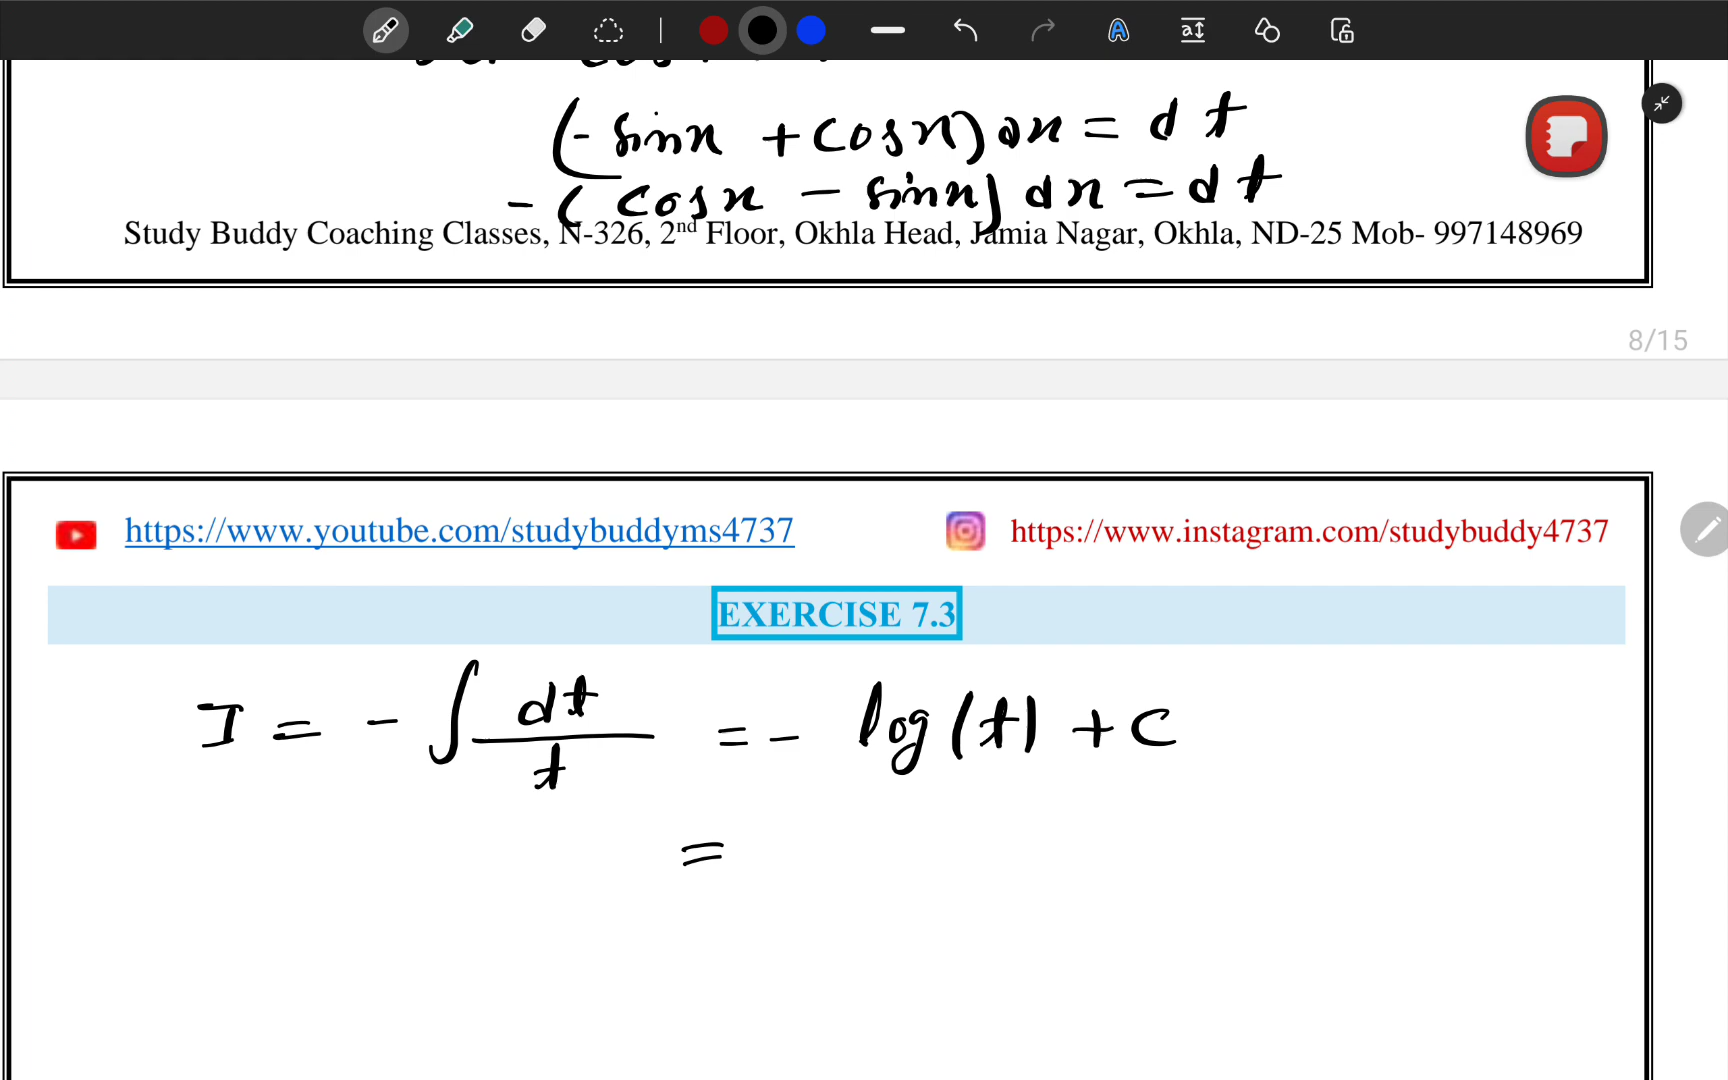 (- sinx + cosx) dx = dt
- (cosx - sinx) dx = dt
Study Buddy Coaching Classes, N-326, 2nd Floor, Okhla Head, Jamia Nagar, Okhla, ND-25 Mob- 997148969
8/15
https://www.youtube.com/studybuddyms4737 https://www.instagram.com/studybuddy4737
EXERCISE 7.3
I = - ∫ dt/t = - log(t) + C
=